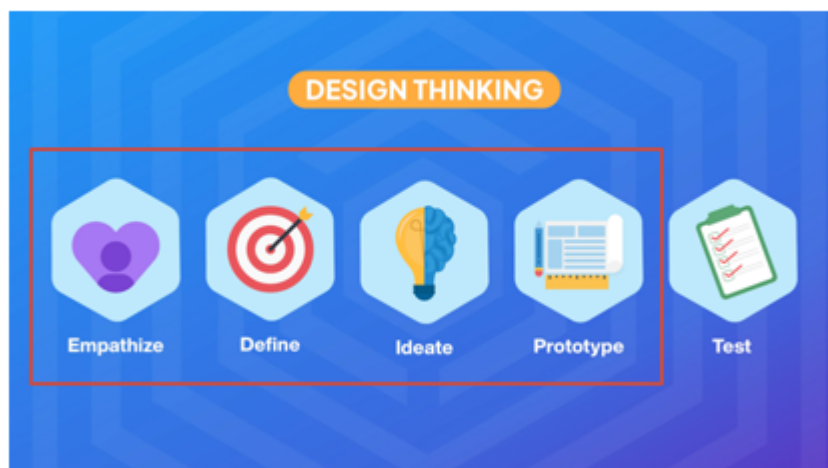 DESIGN THINKING
Empathize
Define
Ideate
Prototype
Test